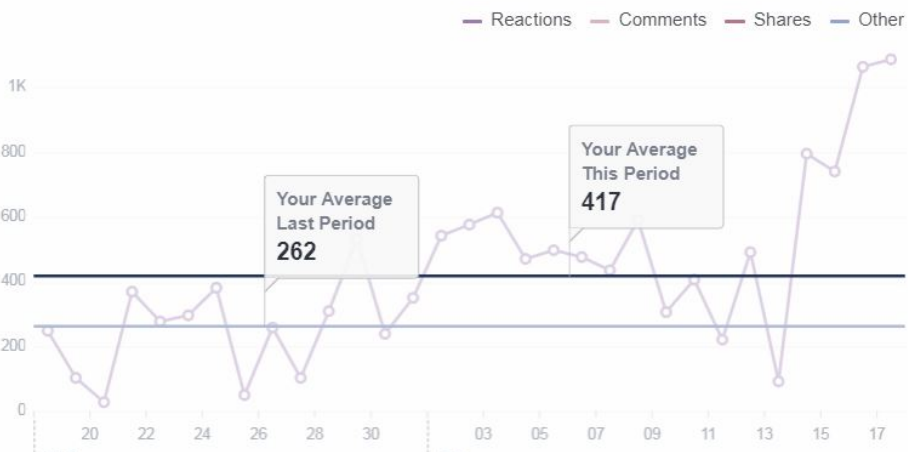 Reactions Comments Shares Other
1K
800
600
400
200
0
Your Average
Last Period
262
Your Average
This Period
417
20 22 24 26 28 30 03 05 07 09 11 13 15 17